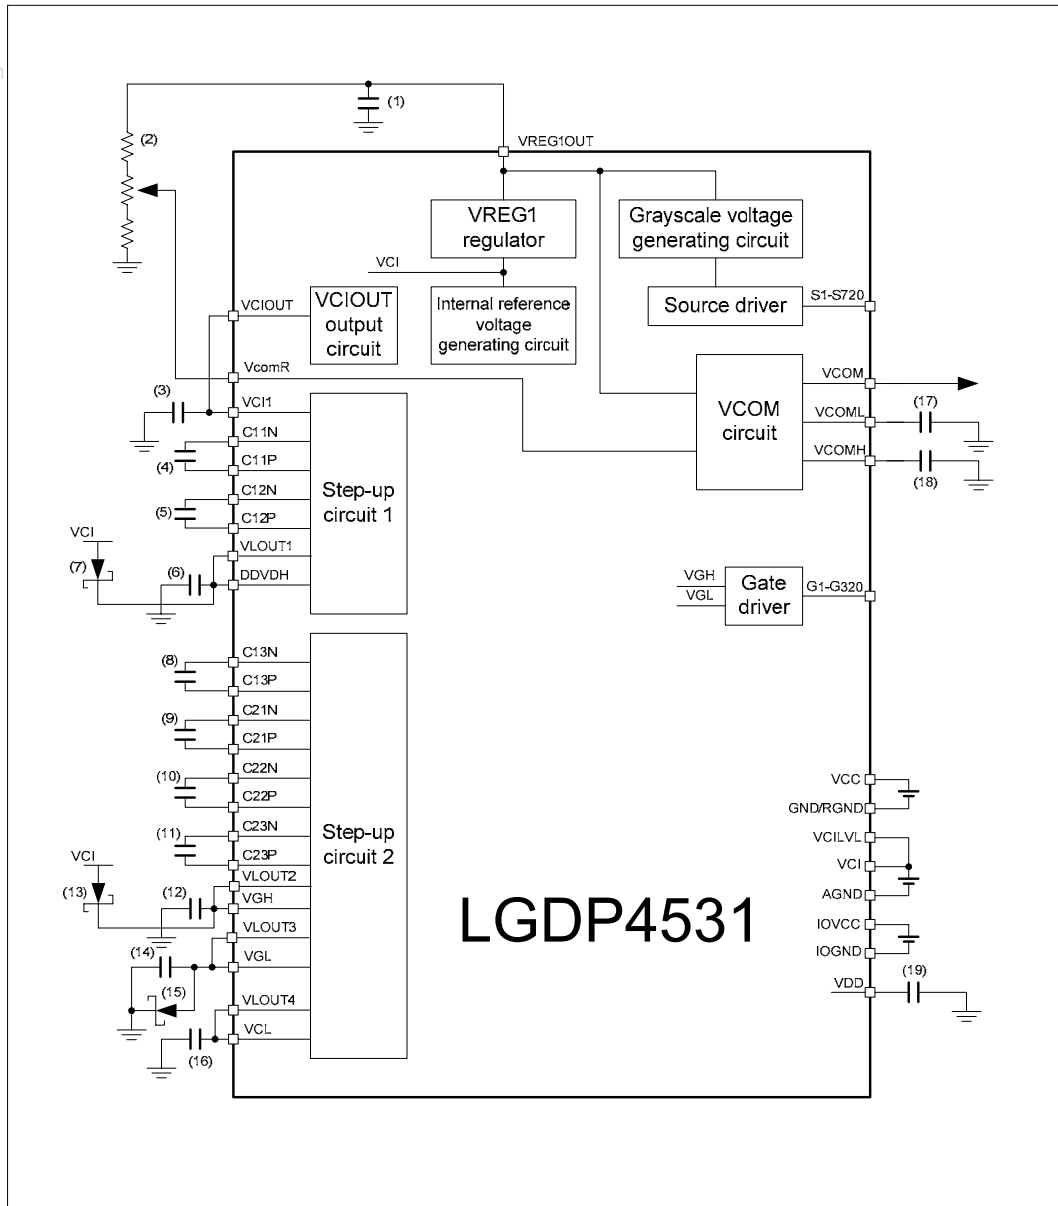 (1)
(2)
VREG1OUT
VREG1
regulator
Grayscale voltage
generating circuit
VCI
VCIOUT
VCIOUT
output
circuit
Internal reference
voltage
generating circuit
Source driver
S1-S720
VcomR
(3)
VCI1
C11N
(4)
C11P
C12N
(5)
C12P
VCI
(7)
VLOUT1
(6)
DDVDH
Step-up
circuit 1
VCOM
circuit
VCOM
VCOML
(17)
VCOMH
(18)
VGH
VGL
Gate
driver
G1-G320
C13N
(8)
C13P
C21N
(9)
C21P
C22N
(10)
C22P
C23N
(11)
C23P
VCI
(13)
VLOUT2
(12)
VGH
VLOUT3
(14)
VGL
(15)
VLOUT4
VCL
(16)
Step-up
circuit 2
LGDP4531
VCC
GND/RGND
VCILVL
VCI
AGND
IOVCC
IOGND
VDD
(19)